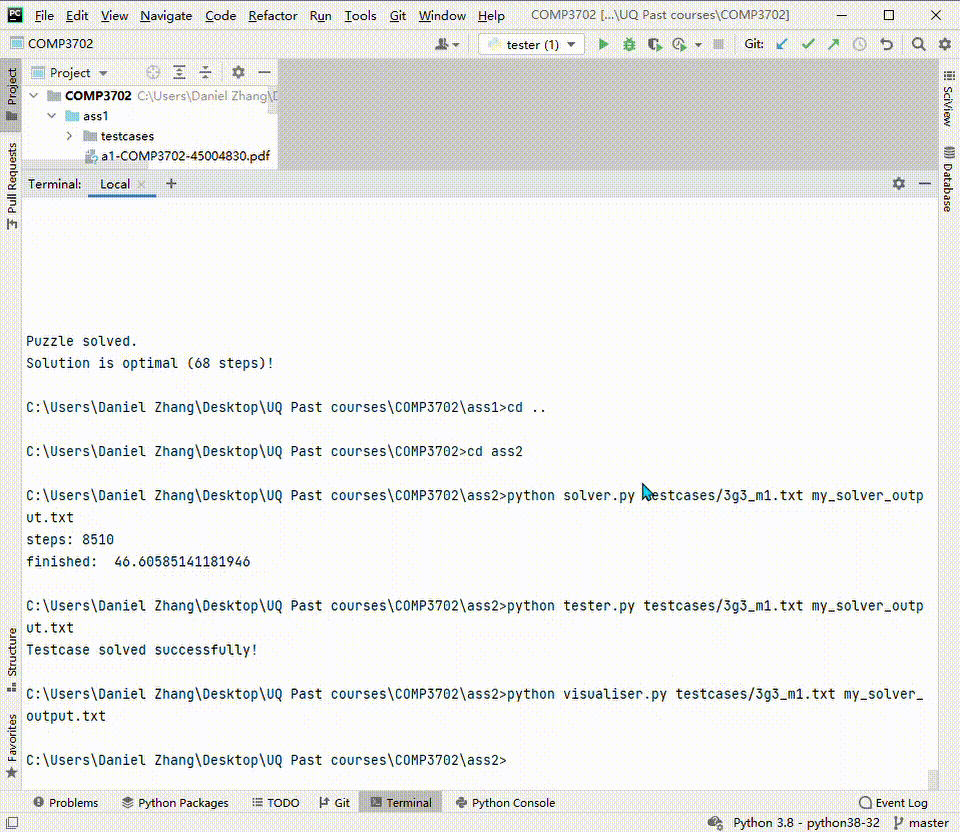 PC File Edit View Navigate Code Refactor Run Tools Git Window Help COMP3702 [...\UQ Past courses\COMP3702]
COMP3702 tester (1) Git:
Project
COMP3702 C:\Users\Daniel Zhang\D
ass1
testcases
a1-COMP3702-45004830.pdf
Project
Pull Requests
Structure
Favorites
SciView
Database
Terminal: Local
Puzzle solved.
Solution is optimal (68 steps)!
C:\Users\Daniel Zhang\Desktop\UQ Past courses\COMP3702\ass1>cd ..
C:\Users\Daniel Zhang\Desktop\UQ Past courses\COMP3702>cd ass2
C:\Users\Daniel Zhang\Desktop\UQ Past courses\COMP3702\ass2>python solver.py testcases/3g3_m1.txt my_solver_outp
ut.txt
steps: 8510
finished:  46.60585141181946
C:\Users\Daniel Zhang\Desktop\UQ Past courses\COMP3702\ass2>python tester.py testcases/3g3_m1.txt my_solver_outp
ut.txt
Testcase solved successfully!
C:\Users\Daniel Zhang\Desktop\UQ Past courses\COMP3702\ass2>python visualiser.py testcases/3g3_m1.txt my_solver_
output.txt
C:\Users\Daniel Zhang\Desktop\UQ Past courses\COMP3702\ass2>
Problems Python Packages TODO Git Terminal Python Console Event Log
Python 3.8 - python38-32 master